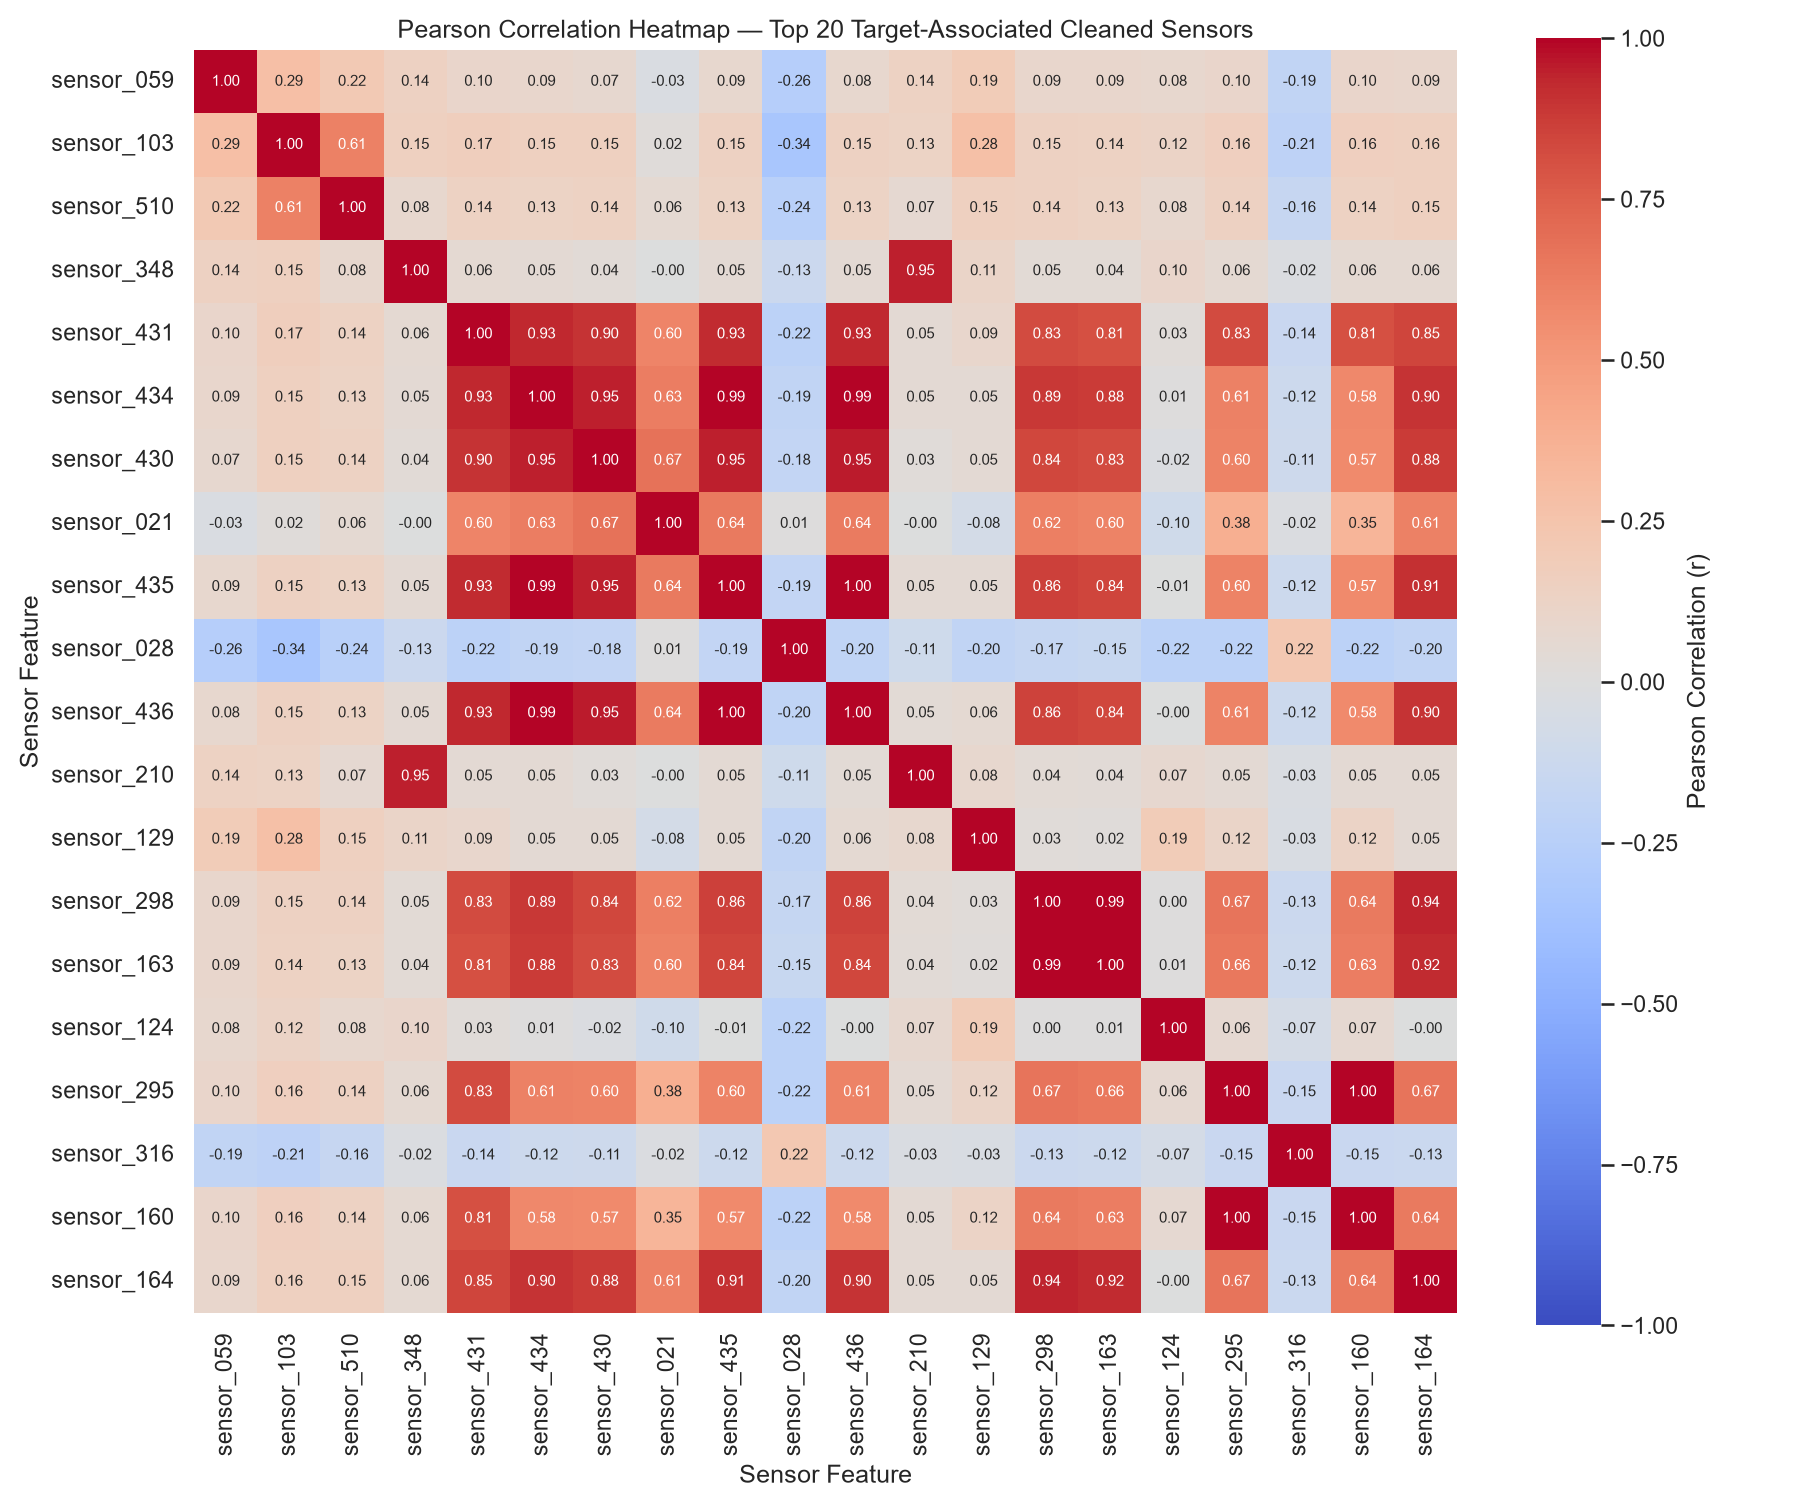 Pearson Correlation Heatmap — Top 20 Target-Associated Cleaned Sensors
sensor_059 1.00 0.29 0.22 0.14 0.10 0.09 0.07 -0.03 0.09 -0.26 0.08 0.14 0.19 0.09 0.09 0.08 0.10 -0.19 0.10 0.09
sensor_103 0.29 1.00 0.61 0.15 0.17 0.15 0.15 0.02 0.15 -0.34 0.15 0.13 0.28 0.15 0.14 0.12 0.16 -0.21 0.16 0.16
sensor_510 0.22 0.61 1.00 0.08 0.14 0.13 0.14 0.06 0.13 -0.24 0.13 0.07 0.15 0.14 0.13 0.08 0.14 -0.16 0.14 0.15
sensor_348 0.14 0.15 0.08 1.00 0.06 0.05 0.04 -0.00 0.05 -0.13 0.05 0.95 0.11 0.05 0.04 0.10 0.06 -0.02 0.06 0.06
sensor_431 0.10 0.17 0.14 0.06 1.00 0.93 0.90 0.60 0.93 -0.22 0.93 0.05 0.09 0.83 0.81 0.03 0.83 -0.14 0.81 0.85
sensor_434 0.09 0.15 0.13 0.05 0.93 1.00 0.95 0.63 0.99 -0.19 0.99 0.05 0.05 0.89 0.88 0.01 0.61 -0.12 0.58 0.90
sensor_430 0.07 0.15 0.14 0.04 0.90 0.95 1.00 0.67 0.95 -0.18 0.95 0.03 0.05 0.84 0.83 -0.02 0.60 -0.11 0.57 0.88
sensor_021 -0.03 0.02 0.06 -0.00 0.60 0.63 0.67 1.00 0.64 0.01 0.64 -0.00 -0.08 0.62 0.60 -0.10 0.38 -0.02 0.35 0.61
sensor_435 0.09 0.15 0.13 0.05 0.93 0.99 0.95 0.64 1.00 -0.19 1.00 0.05 0.05 0.86 0.84 -0.01 0.60 -0.12 0.57 0.91
sensor_028 -0.26 -0.34 -0.24 -0.13 -0.22 -0.19 -0.18 0.01 -0.19 1.00 -0.20 -0.11 -0.20 -0.17 -0.15 -0.22 -0.22 0.22 -0.22 -0.20
sensor_436 0.08 0.15 0.13 0.05 0.93 0.99 0.95 0.64 1.00 -0.20 1.00 0.05 0.06 0.86 0.84 -0.00 0.61 -0.12 0.58 0.90
sensor_210 0.14 0.13 0.07 0.95 0.05 0.05 0.03 -0.00 0.05 -0.11 0.05 1.00 0.08 0.04 0.04 0.07 0.05 -0.03 0.05 0.05
sensor_129 0.19 0.28 0.15 0.11 0.09 0.05 0.05 -0.08 0.05 -0.20 0.06 0.08 1.00 0.03 0.02 0.19 0.12 -0.03 0.12 0.05
sensor_298 0.09 0.15 0.14 0.05 0.83 0.89 0.84 0.62 0.86 -0.17 0.86 0.04 0.03 1.00 0.99 0.00 0.67 -0.13 0.64 0.94
sensor_163 0.09 0.14 0.13 0.04 0.81 0.88 0.83 0.60 0.84 -0.15 0.84 0.04 0.02 0.99 1.00 0.01 0.66 -0.12 0.63 0.92
sensor_124 0.08 0.12 0.08 0.10 0.03 0.01 -0.02 -0.10 -0.01 -0.22 -0.00 0.07 0.19 0.00 0.01 1.00 0.06 -0.07 0.07 -0.00
sensor_295 0.10 0.16 0.14 0.06 0.83 0.61 0.60 0.38 0.60 -0.22 0.61 0.05 0.12 0.67 0.66 0.06 1.00 -0.15 1.00 0.67
sensor_316 -0.19 -0.21 -0.16 -0.02 -0.14 -0.12 -0.11 -0.02 -0.12 0.22 -0.12 -0.03 -0.03 -0.13 -0.12 -0.07 -0.15 1.00 -0.15 -0.13
sensor_160 0.10 0.16 0.14 0.06 0.81 0.58 0.57 0.35 0.57 -0.22 0.58 0.05 0.12 0.64 0.63 0.07 1.00 -0.15 1.00 0.64
sensor_164 0.09 0.16 0.15 0.06 0.85 0.90 0.88 0.61 0.91 -0.20 0.90 0.05 0.05 0.94 0.92 -0.00 0.67 -0.13 0.64 1.00
sensor_059 sensor_103 sensor_510 sensor_348 sensor_431 sensor_434 sensor_430 sensor_021 sensor_435 sensor_028 sensor_436 sensor_210 sensor_129 sensor_298 sensor_163 sensor_124 sensor_295 sensor_316 sensor_160 sensor_164
Sensor Feature
Sensor Feature
1.00
0.75
0.50
0.25
0.00
−0.25
−0.50
−0.75
−1.00
Pearson Correlation (r)